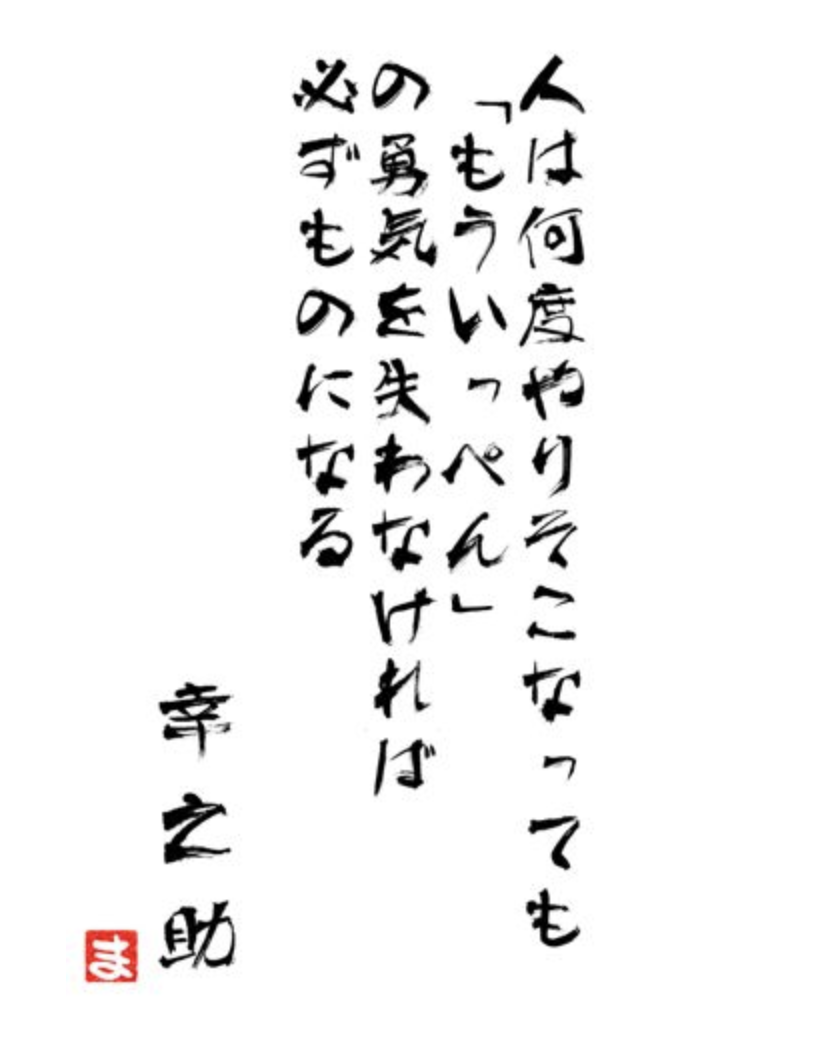 人は何度やりそこなっても
「もういっぺん」
の勇気を失わなければ
必ずものになる
幸之助
ま